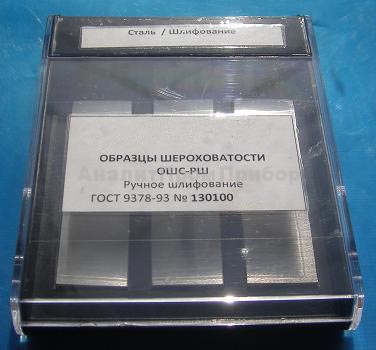 Сталь / Шлифование
ОБРАЗЦЫ ШЕРОХОВАТОСТИ
ОШС-РШ
Ручное шлифование
ГОСТ 9378-93 № 130100